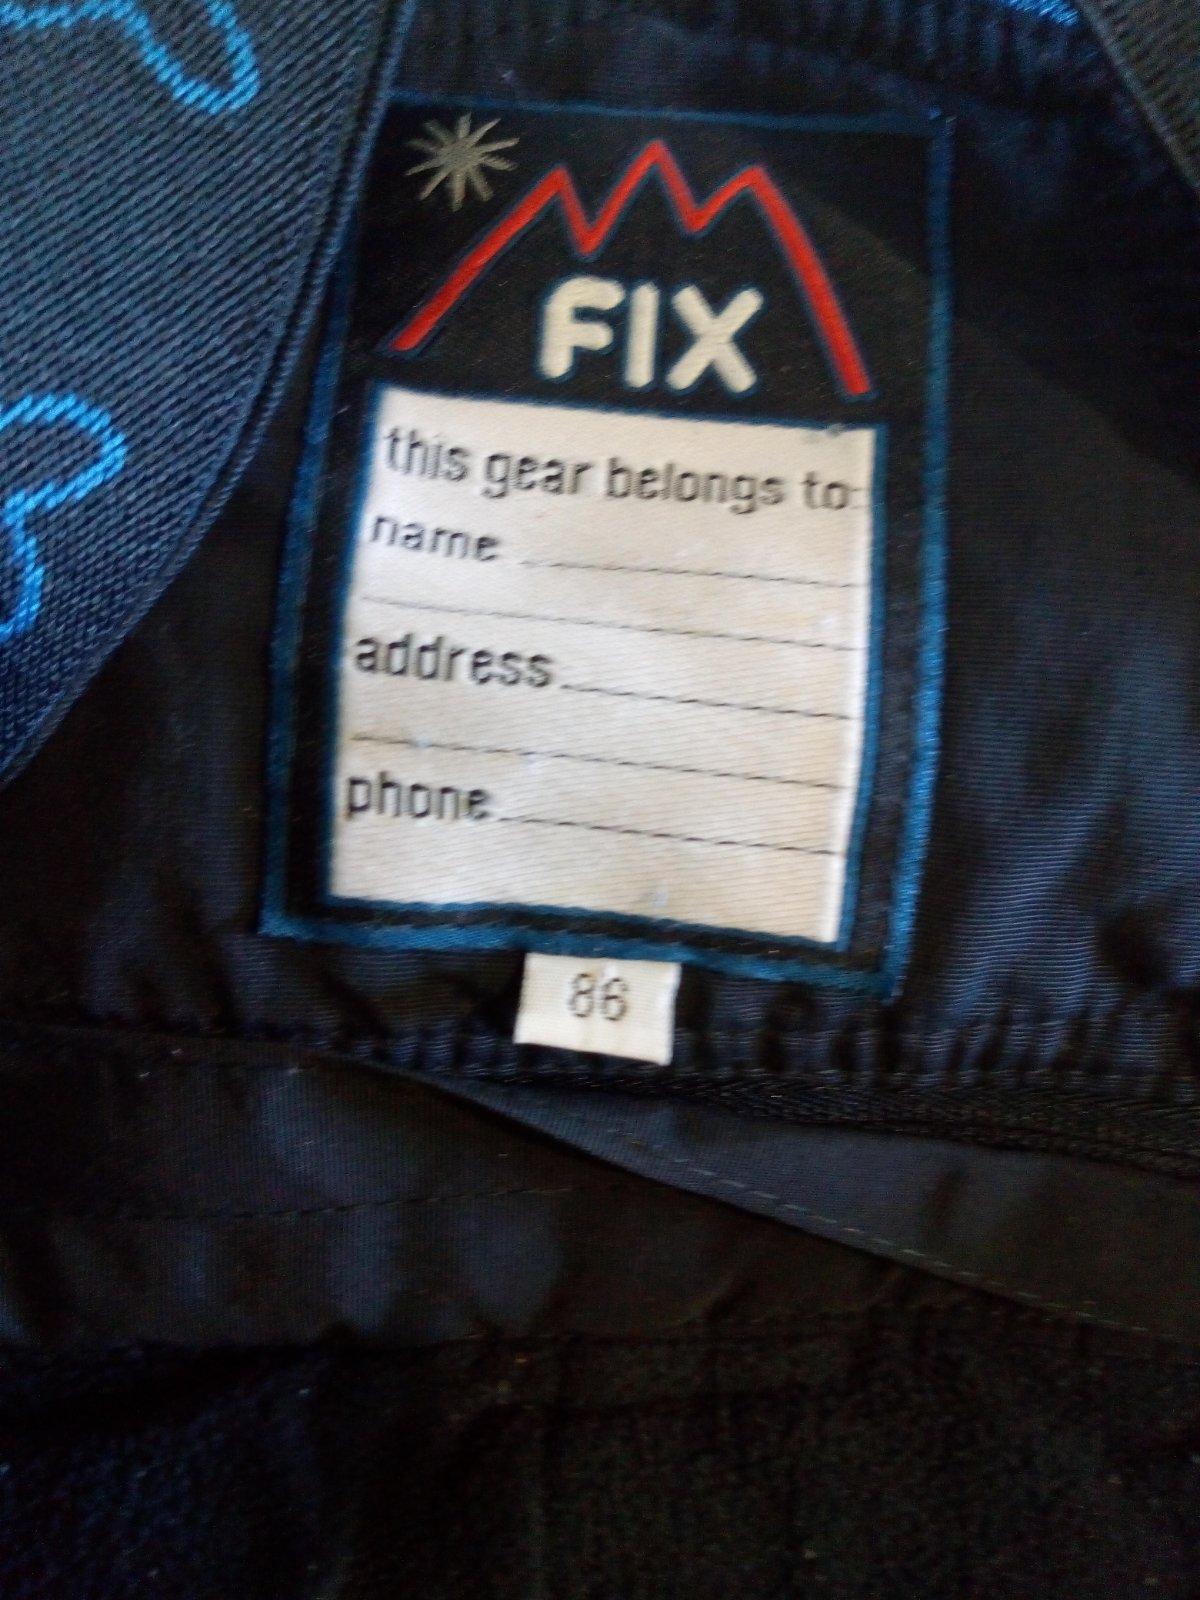 FIX
this gear belongs to:
name
address
phone
86